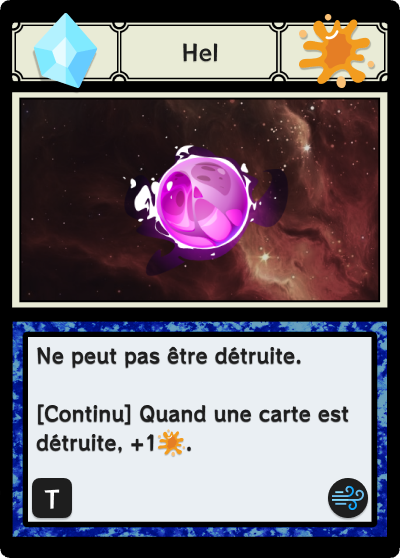 Hel
Ne peut pas être détruite.
[Continu] Quand une carte est
détruite, +1.
T